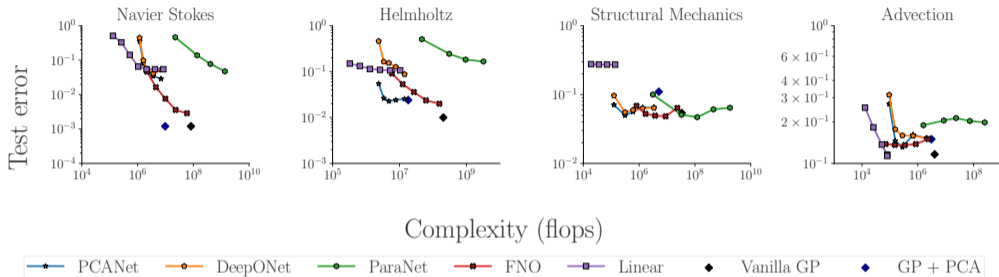 Navier Stokes Helmholtz Structural Mechanics Advection
Test error
10^0 10^-1 10^-2 10^-3 10^-4
10^4 10^6 10^8 10^10
10^0 10^-1 10^-2 10^-3
10^5 10^7 10^9
10^0 10^-1 10^-2
10^4 10^6 10^8 10^10
10^0 6 × 10^-1 4 × 10^-1 3 × 10^-1 2 × 10^-1 10^-1
10^4 10^6 10^8
Complexity (flops)
PCANet DeepONet ParaNet FNO Linear Vanilla GP GP + PCA